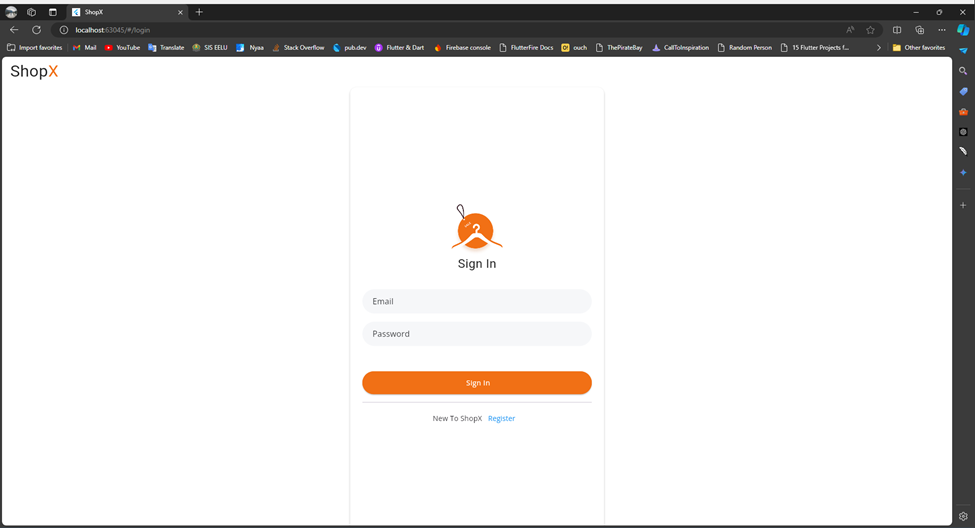 ShopX
localhost:63045/#/login
Import favorites Mail YouTube Translate SIS EELU Nyaa Stack Overflow pub.dev Flutter & Dart Firebase console FlutterFire Docs ouch ThePirateBay CallToInspiration Random Person 15 Flutter Projects f... Other favorites
ShopX
Sign In
Email
Password
Sign In
New To ShopX Register